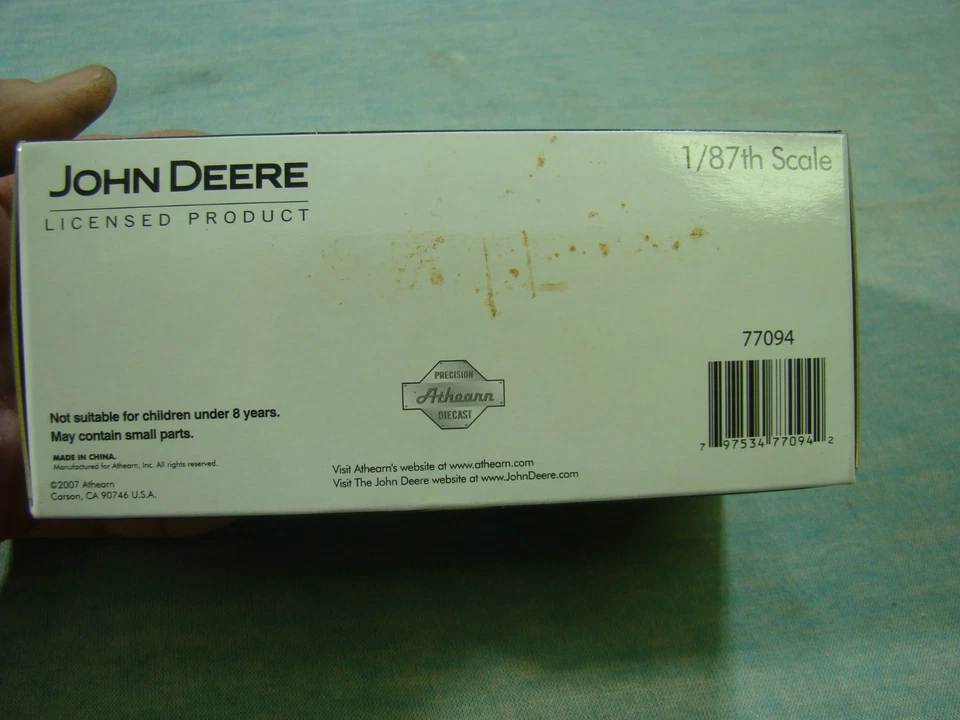 JOHN DEERE
LICENSED PRODUCT
1/87th Scale
77094
7 97534 77094 2
PRECISION
Athearn
DIECAST
Not suitable for children under 8 years.
May contain small parts.
MADE IN CHINA.
Manufactured for Athearn, Inc. All rights reserved.
©2007 Athearn
Carson, CA 90746 U.S.A.
Visit Athearn's website at www.athearn.com
Visit The John Deere website at www.JohnDeere.com